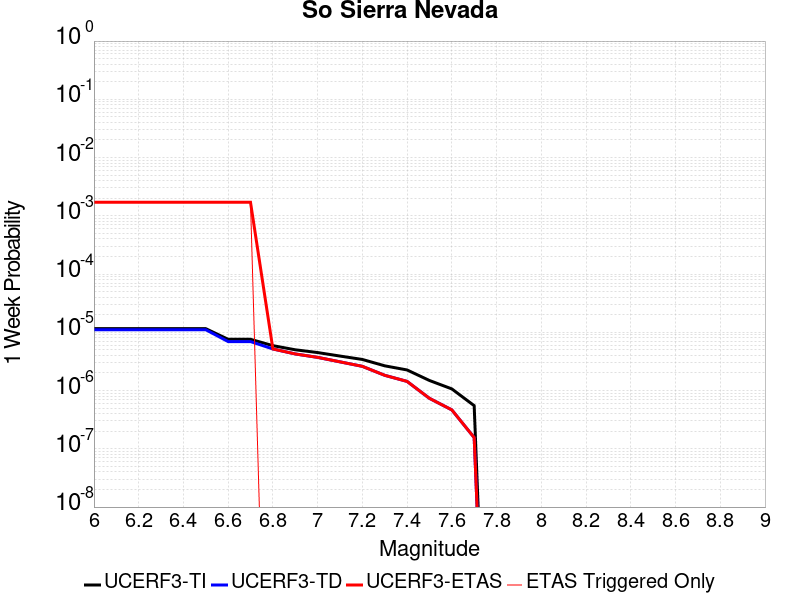 So Sierra Nevada
10^0
10^-1
10^-2
10^-3
10^-4
10^-5
10^-6
10^-7
10^-8
1 Week Probability
6 6.2 6.4 6.6 6.8 7 7.2 7.4 7.6 7.8 8 8.2 8.4 8.6 8.8 9
Magnitude
UCERF3-TI UCERF3-TD UCERF3-ETAS ETAS Triggered Only